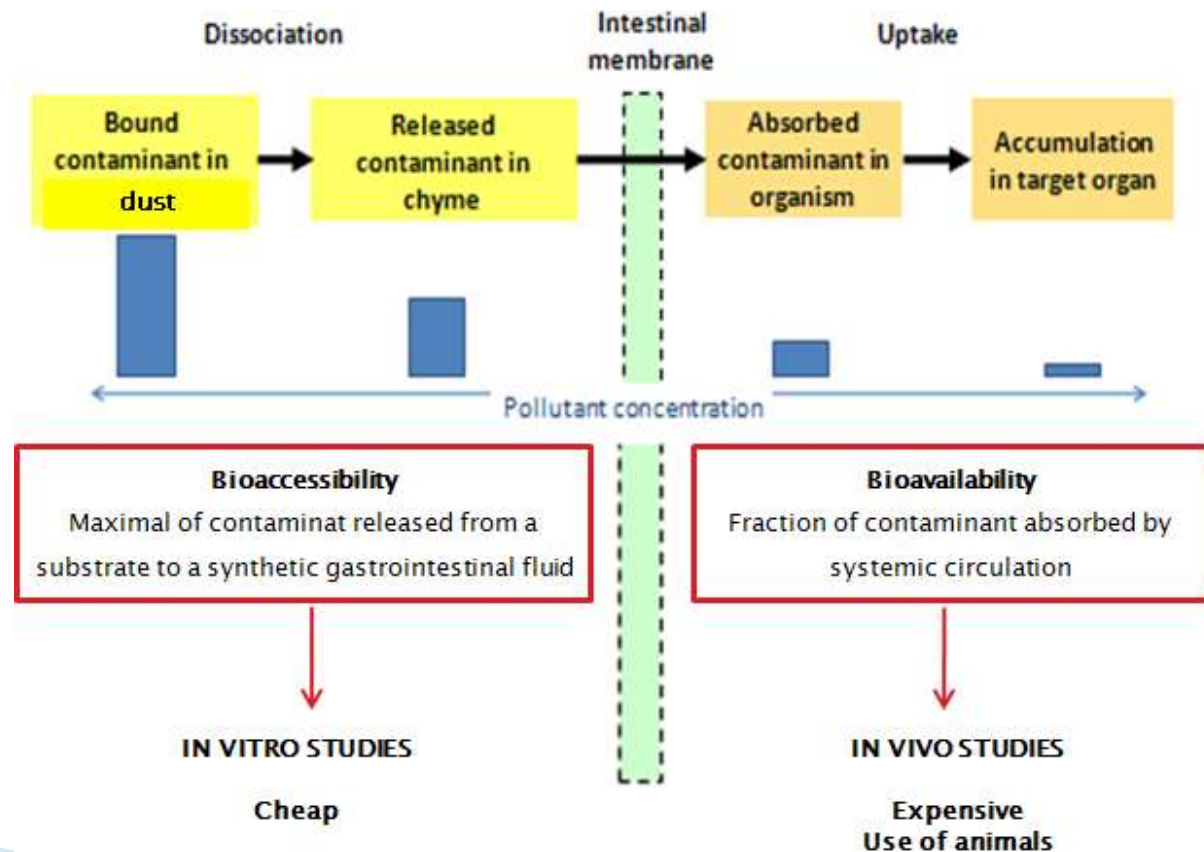 Dissociation
Intestinal
membrane
Uptake
Bound
contaminant in
dust
Released
contaminant in
chyme
Absorbed
contaminant in
organism
Accumulation
in target organ
Pollutant concentration
Bioaccessibility
Maximal of contaminat released from a
substrate to a synthetic gastrointestinal fluid
Bioavailability
Fraction of contaminant absorbed by
systemic circulation
IN VITRO STUDIES
Cheap
IN VIVO STUDIES
Expensive
Use of animals